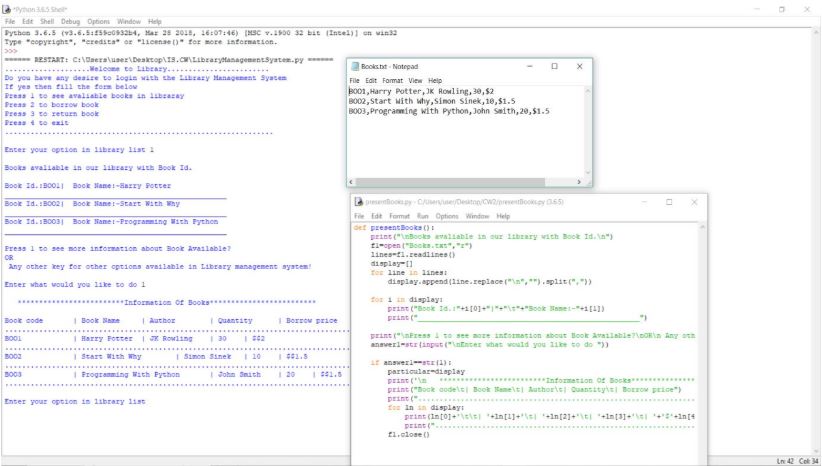 *Python 3.6.5 Shell*
File Edit Shell Debug Options Window Help
Python 3.6.5 (v3.6.5:f59c0932b4, Mar 28 2018, 16:07:46) [MSC v.1900 32 bit (Intel)] on win32
Type "copyright", "credits" or "license()" for more information.
>>>
====== RESTART: C:\Users\user\Desktop\IS.CW\LibraryManagementSystem.py ======
....................Welcome to Library........................
Do you have any desire to login with the Library Management System
If yes then fill the form below
Press 1 to see avaliable books in libraray
Press 2 to borrow book
Press 3 to return book
Press 4 to exit
...............................................................
Enter your option in library list 1
Books avaliable in our library with Book Id.
Book Id.:BOO1| Book Name:-Harry Potter
Book Id.:BOO2| Book Name:-Start With Why
Book Id.:BOO3| Book Name:-Programming With Python
Press 1 to see more information about Book Available?
OR
Any other key for other options available in Library management system!
Enter what would you like to do 1
*************************Information Of Books*************************
Book code | Book Name | Author | Quantity | Borrow price
BOO1 | Harry Potter | JK Rowling | 30 | $$2
BOO2 | Start With Why | Simon Sinek | 10 | $$1.5
BOO3 | Programming With Python | John Smith | 20 | $$1.5
Enter your option in library list
Books.txt - Notepad
File Edit Format View Help
BOO1,Harry Potter,JK Rowling,30,$2
BOO2,Start With Why,Simon Sinek,10,$1.5
BOO3,Programming With Python,John Smith,20,$1.5
presentBooks.py - C:/Users/user/Desktop/CW2/presentBooks.py (3.6.5)
File Edit Format Run Options Window Help
def presentBooks():
print("\nBooks avaliable in our library with Book Id.\n")
f1=open("Books.txt","r")
lines=f1.readlines()
display=[]
for line in lines:
display.append(line.replace("\n","").split(","))
for i in display:
print("Book Id.:"+i[0]+"|"+"\t"+"Book Name:-"+i[1])
print("__________________________________________________")
print("\nPress 1 to see more information about Book Available?\nOR\n Any oth
answer1=str(input("\nEnter what would you like to do "))
if answer1==str(1):
particular=display
print('\n *************************Information Of Books***************
print("Book code\t| Book Name\t| Author\t| Quantity\t| Borrow price")
print("................................................................
for ln in display:
print(ln[0]+'\t\t| '+ln[1]+'\t| '+ln[2]+'\t| '+ln[3]+'\t| '+'$'+ln[4
print("............................................................
f1.close()
Ln: 42 Col: 34